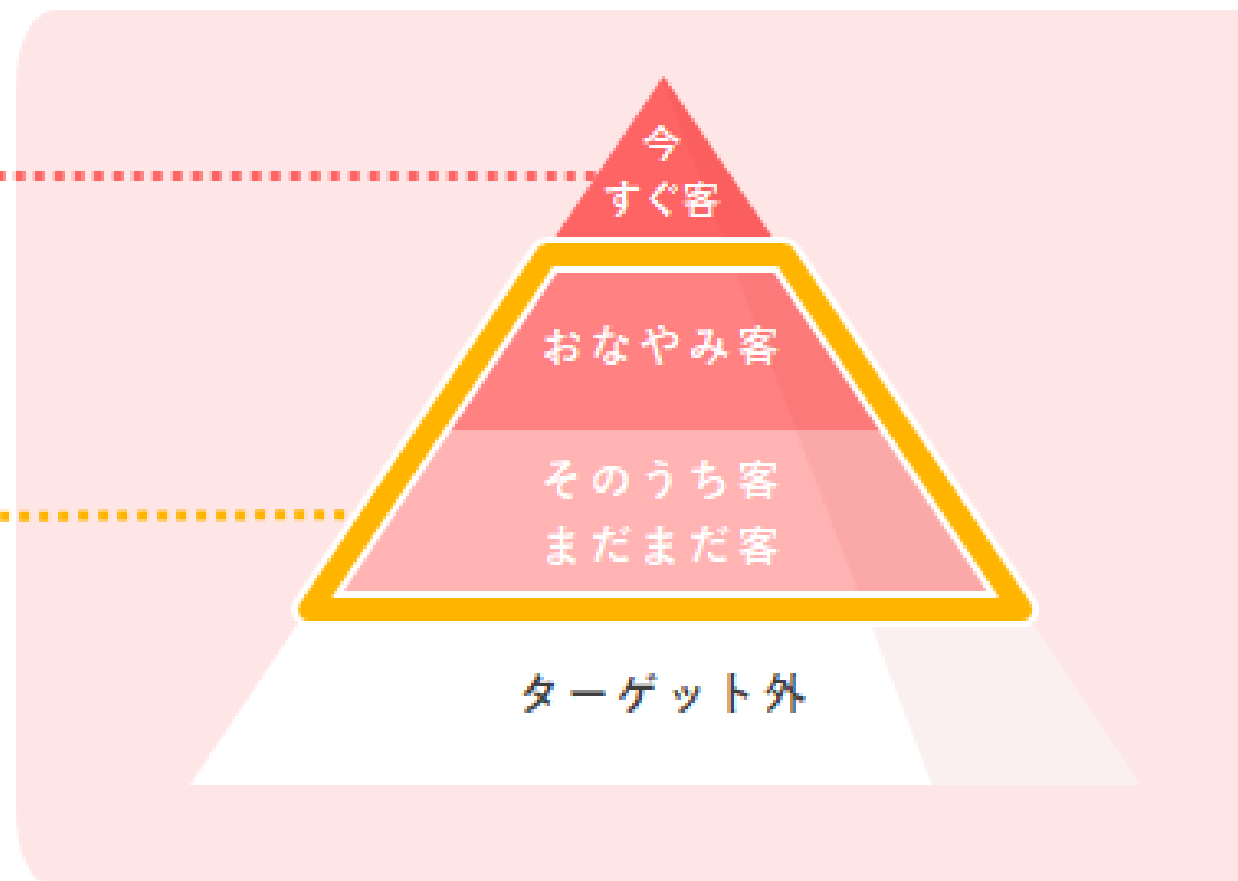 今
すぐ客
おなやみ客
そのうち客
まだまだ客
ターゲット外